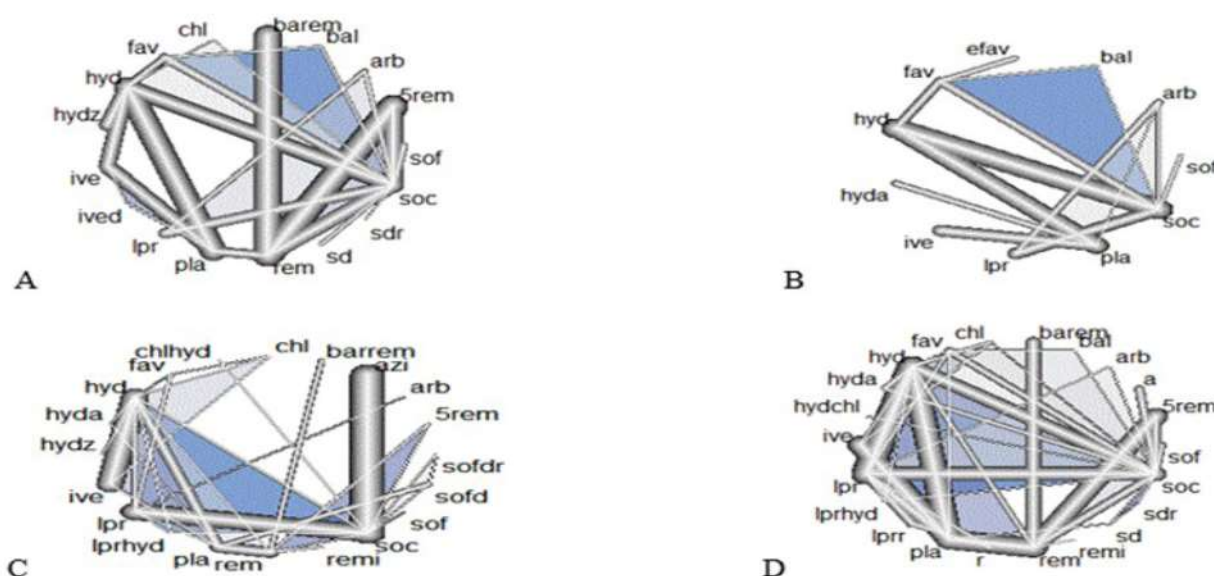 chl
barem
bal
fav
arb
hyd
5rem
hydz
sof
ive
soc
ived
sdr
lpr
sd
pla
rem
A
efav
bal
fav
arb
hyd
sof
hyda
soc
ive
pla
lpr
B
chlhyd
chl
barrem
fav
azi
hyd
arb
hyda
5rem
hydz
sofdr
sofd
ive
sof
lpr
soc
lprhyd
remi
pla
rem
C
chl
barem
fav
bal
hyd
arb
hyda
a
hydchl
5rem
ive
sof
lpr
soc
lprhyd
sdr
lprr
sd
pla
remi
r
rem
D